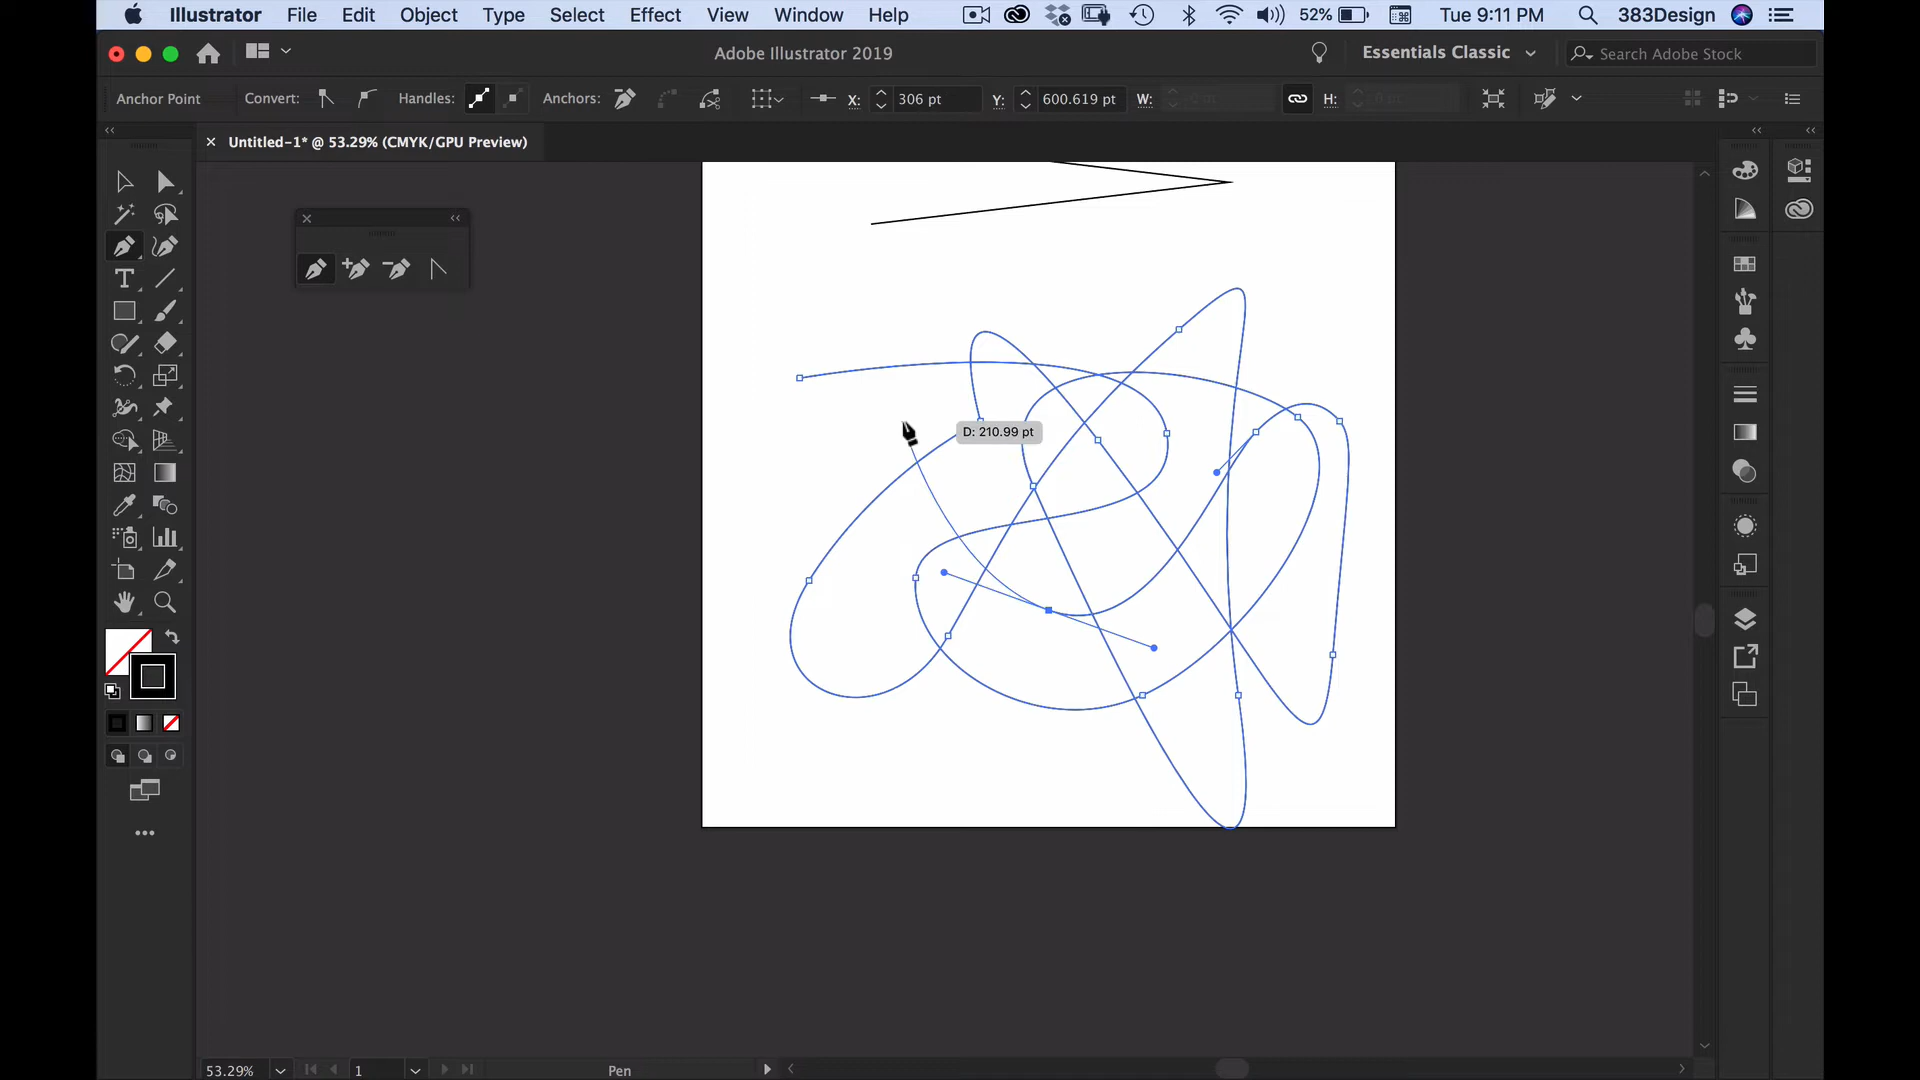 Illustrator File Edit Object Type Select Effect View Window Help 52% Tue 9:11 PM 383Design
Adobe Illustrator 2019 Essentials Classic Search Adobe Stock
Anchor Point Convert: Handles: Anchors: X: 306 pt Y: 600.619 pt W: H:
Untitled-1* @ 53.29% (CMYK/GPU Preview)
D: 210.99 pt
53.29% 1 Pen